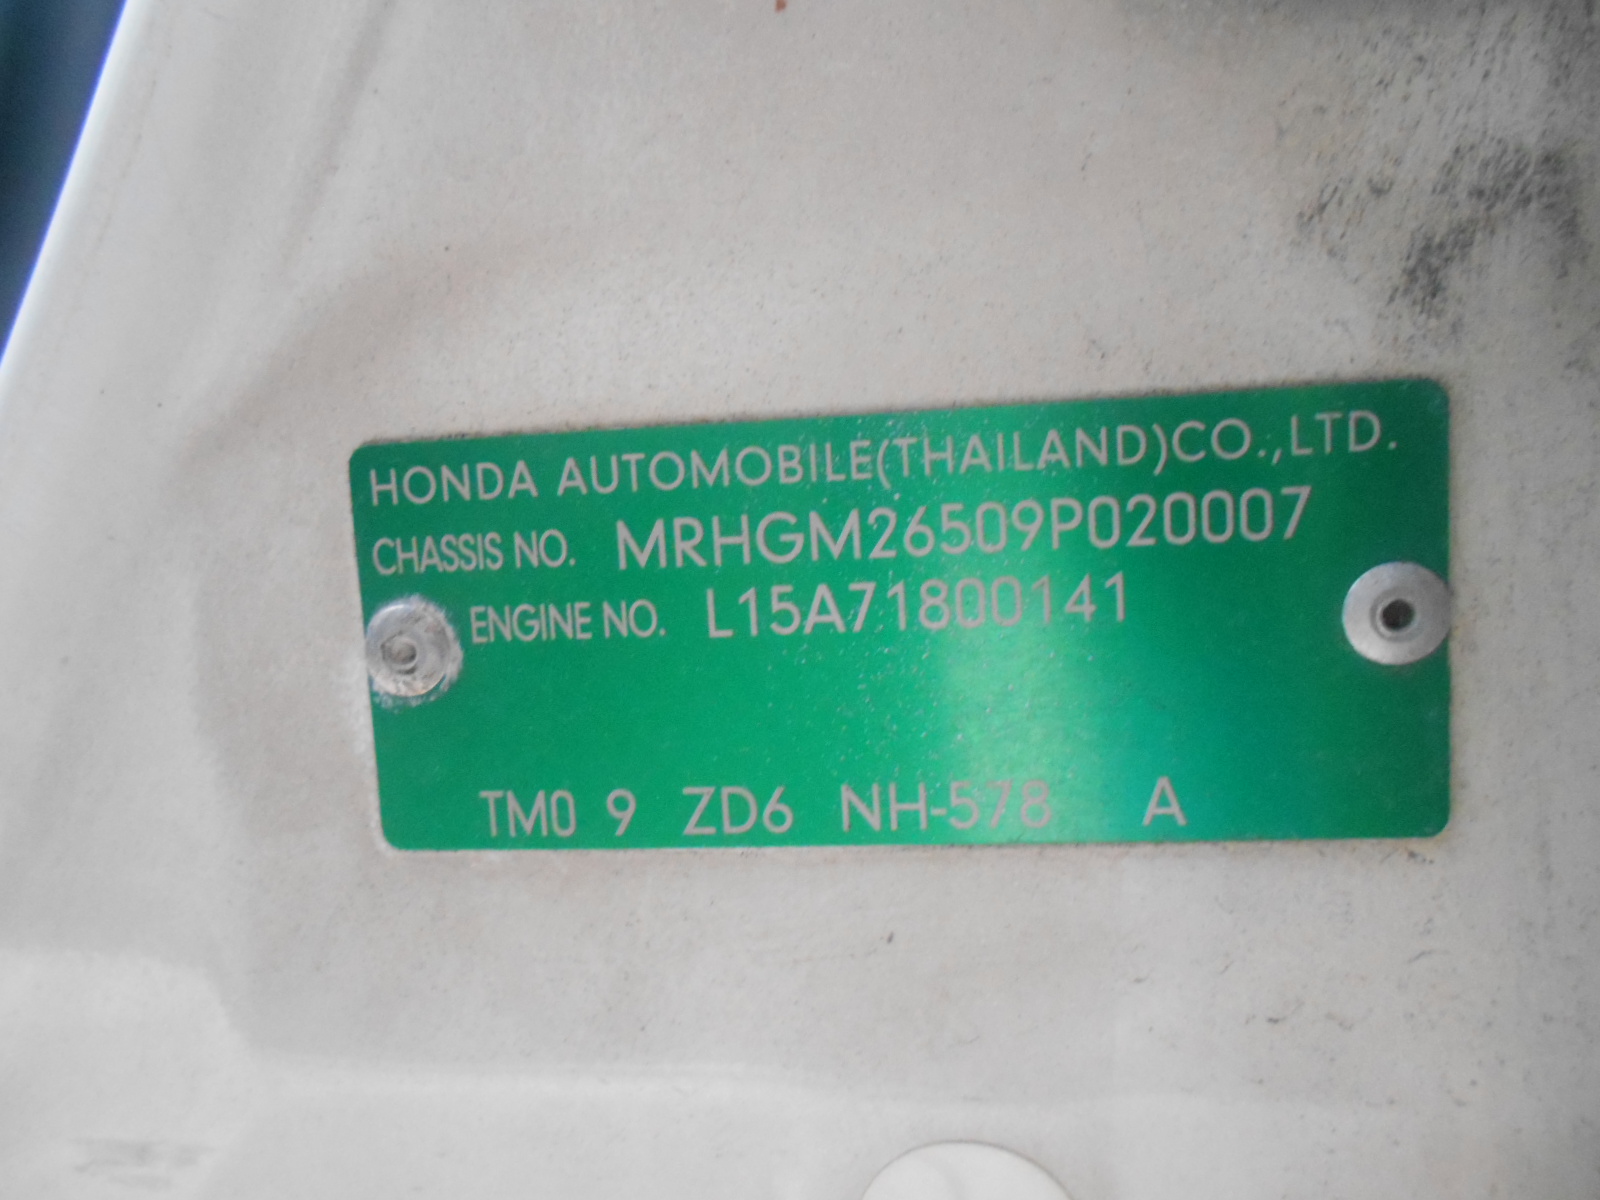 HONDA AUTOMOBILE(THAILAND)CO.,LTD.
CHASSIS NO. MRHGM26509P020007
ENGINE NO. L15A71800141
TM0 9 ZD6 NH-578 A